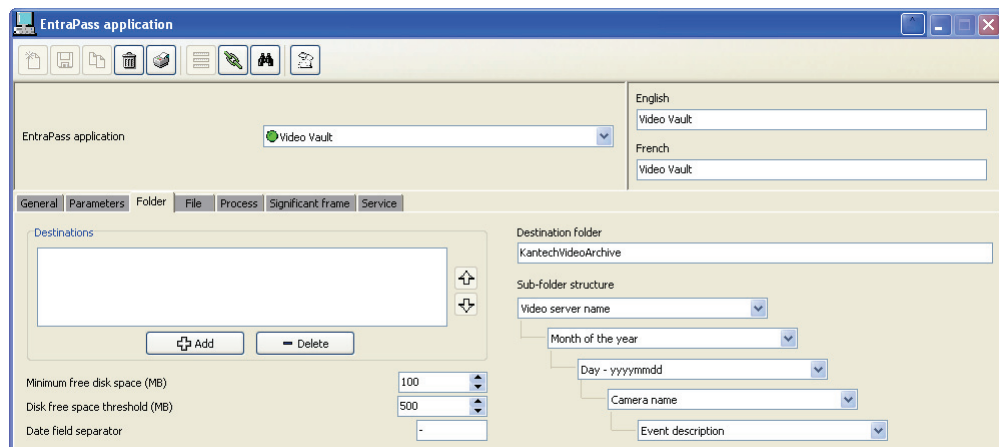 EntraPass application
English
Video Vault
EntraPass application
Video Vault
French
Video Vault
General Parameters Folder File Process Significant frame Service
Destinations
Add
Delete
Minimum free disk space (MB)
100
Disk free space threshold (MB)
500
Date field separator
-
Destination folder
KantechVideoArchive
Sub-folder structure
Video server name
Month of the year
Day - yyyymmdd
Camera name
Event description